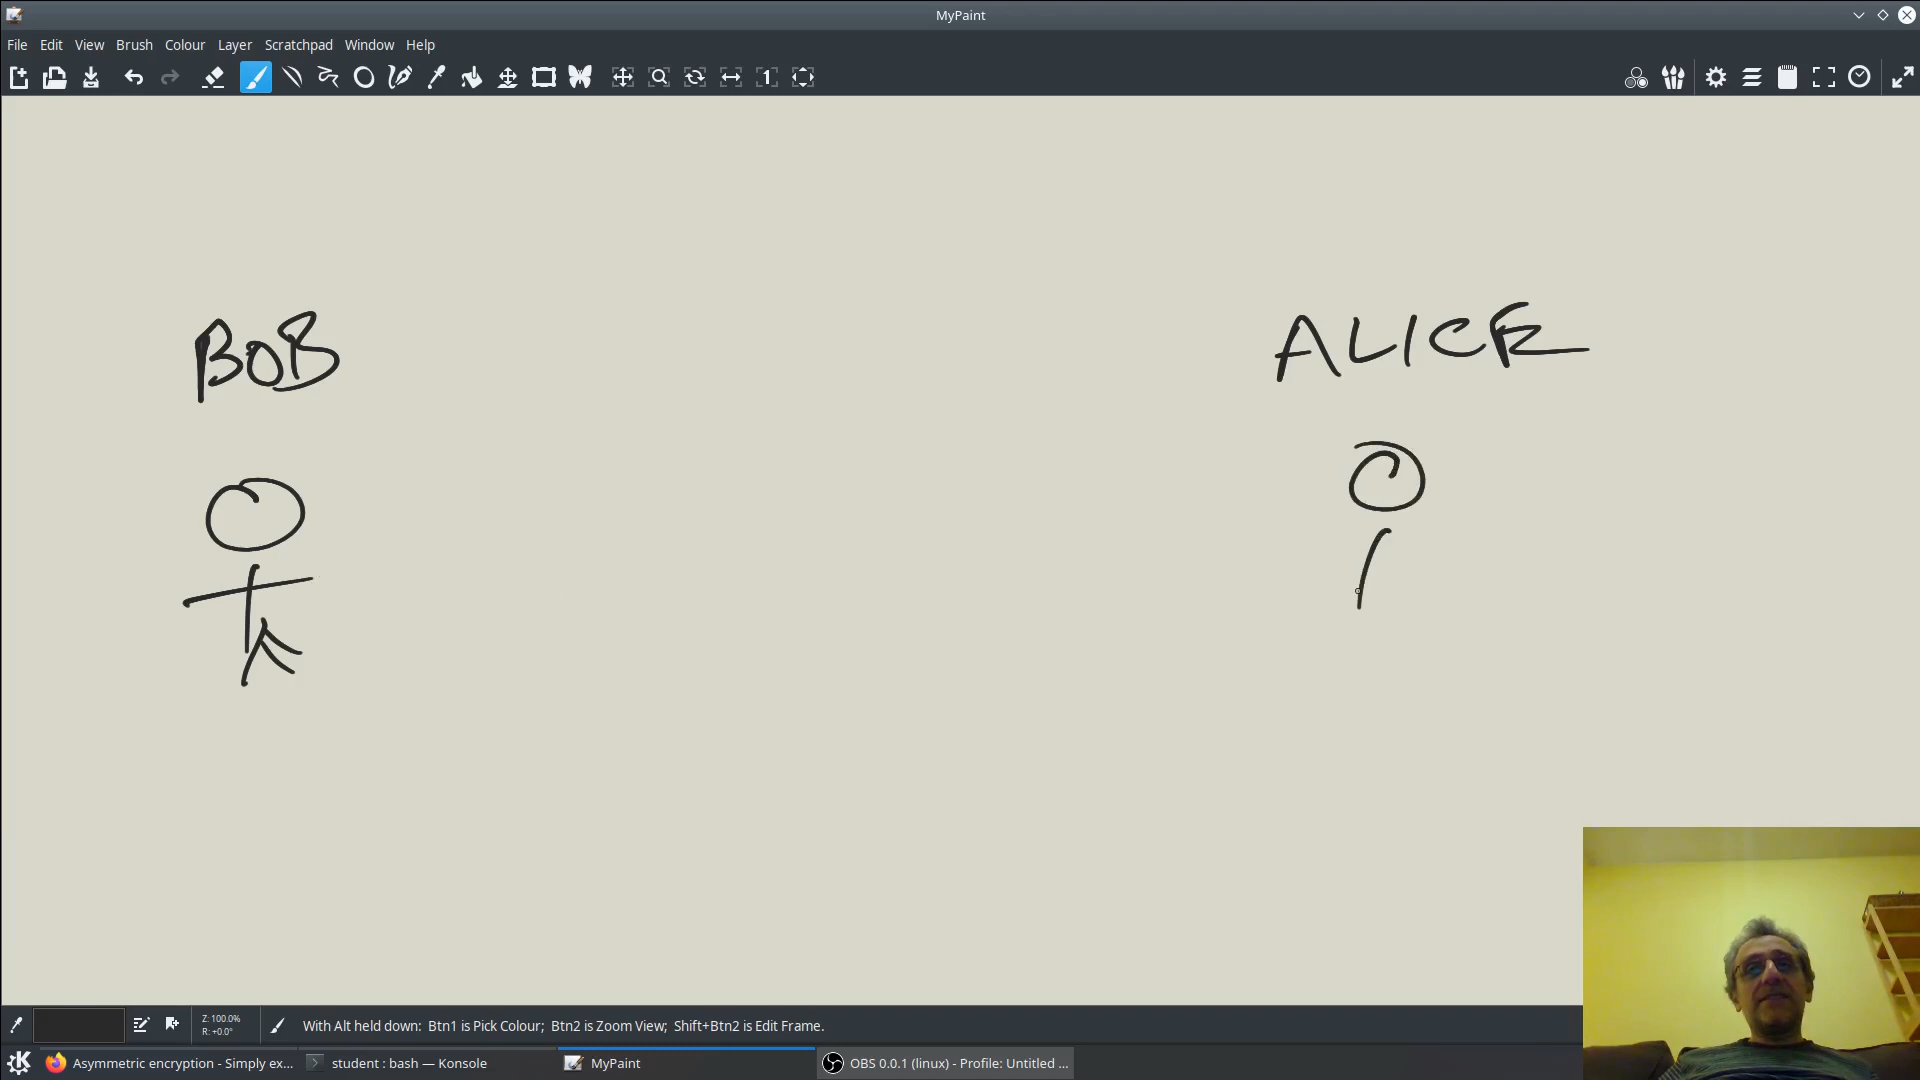 MyPaint
File Edit View Brush Colour Layer Scratchpad Window Help
1
BOB
ALICE
Z: 100.0%
R: +0.0°
With Alt held down: Btn1 is Pick Colour; Btn2 is Zoom View; Shift+Btn2 is Edit Frame.
Asymmetric encryption - Simply ex... student : bash — Konsole MyPaint OBS 0.0.1 (linux) - Profile: Untitled ...